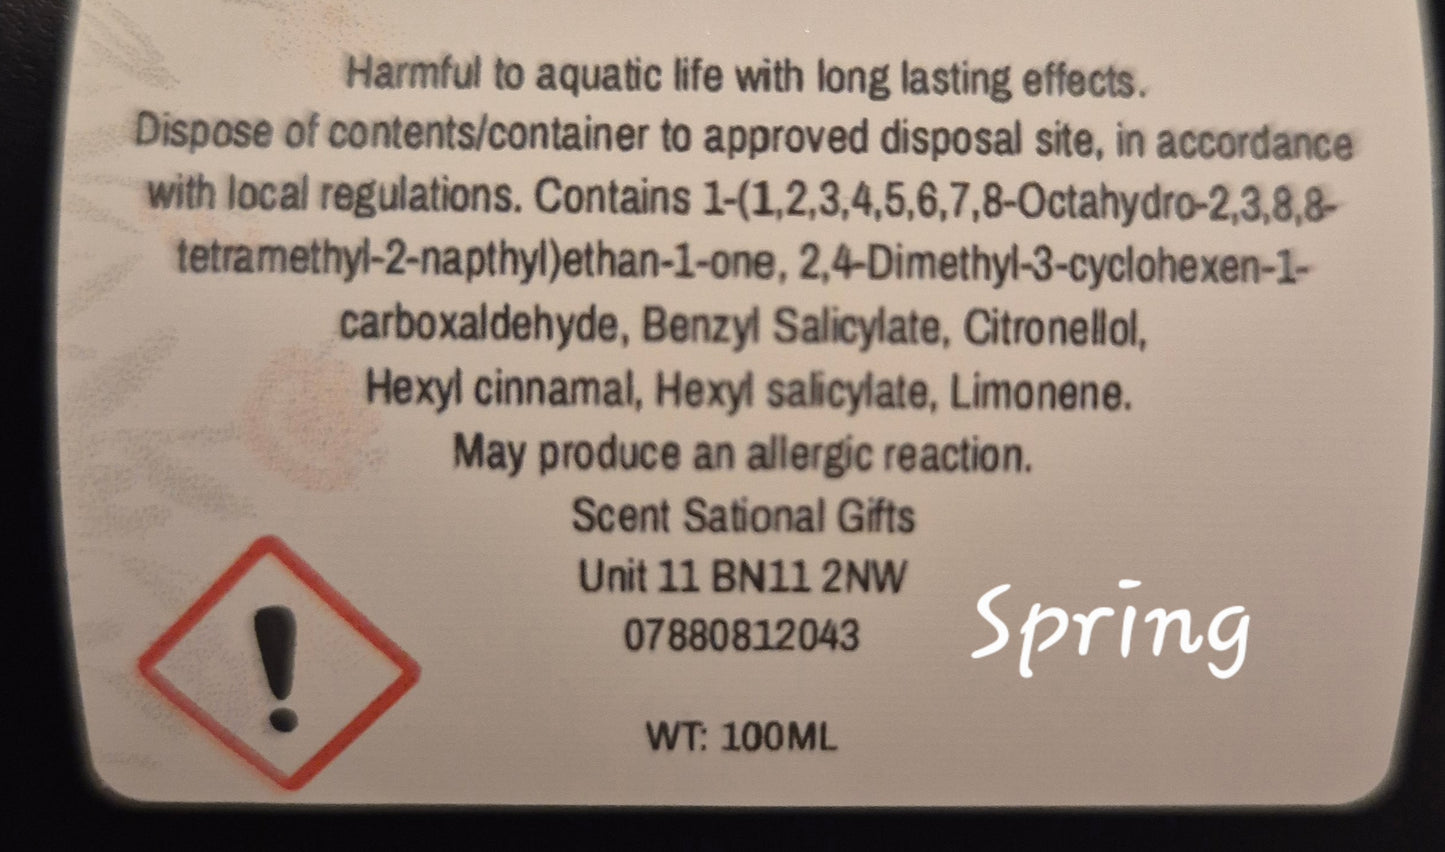 Harmful to aquatic life with long lasting effects.
Dispose of contents/container to approved disposal site, in accordance
with local regulations. Contains 1-(1,2,3,4,5,6,7,8-Octahydro-2,3,8,8-
tetramethyl-2-napthyl)ethan-1-one, 2,4-Dimethyl-3-cyclohexen-1-
carboxaldehyde, Benzyl Salicylate, Citronellol,
Hexyl cinnamal, Hexyl salicylate, Limonene.
May produce an allergic reaction.
Scent Sational Gifts
Unit 11 BN11 2NW
07880812043
Spring
WT: 100ML